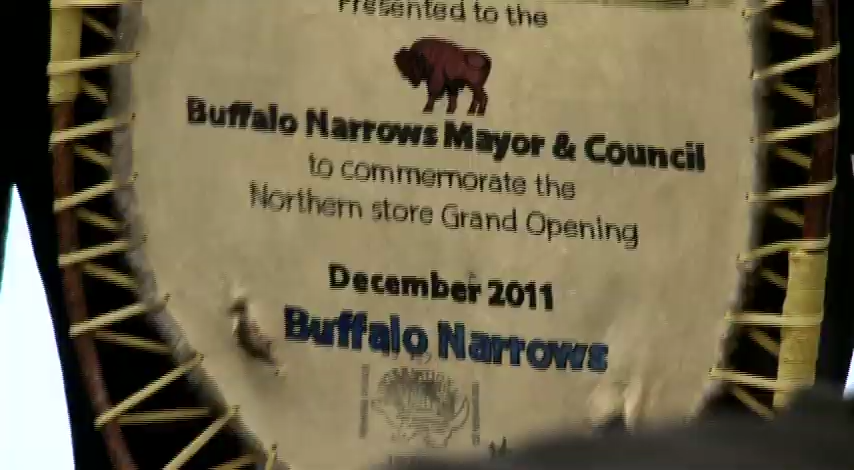 Presented to the
Buffalo Narrows Mayor & Council
to commemorate the
Northern store Grand Opening
December 2011
Buffalo Narrows